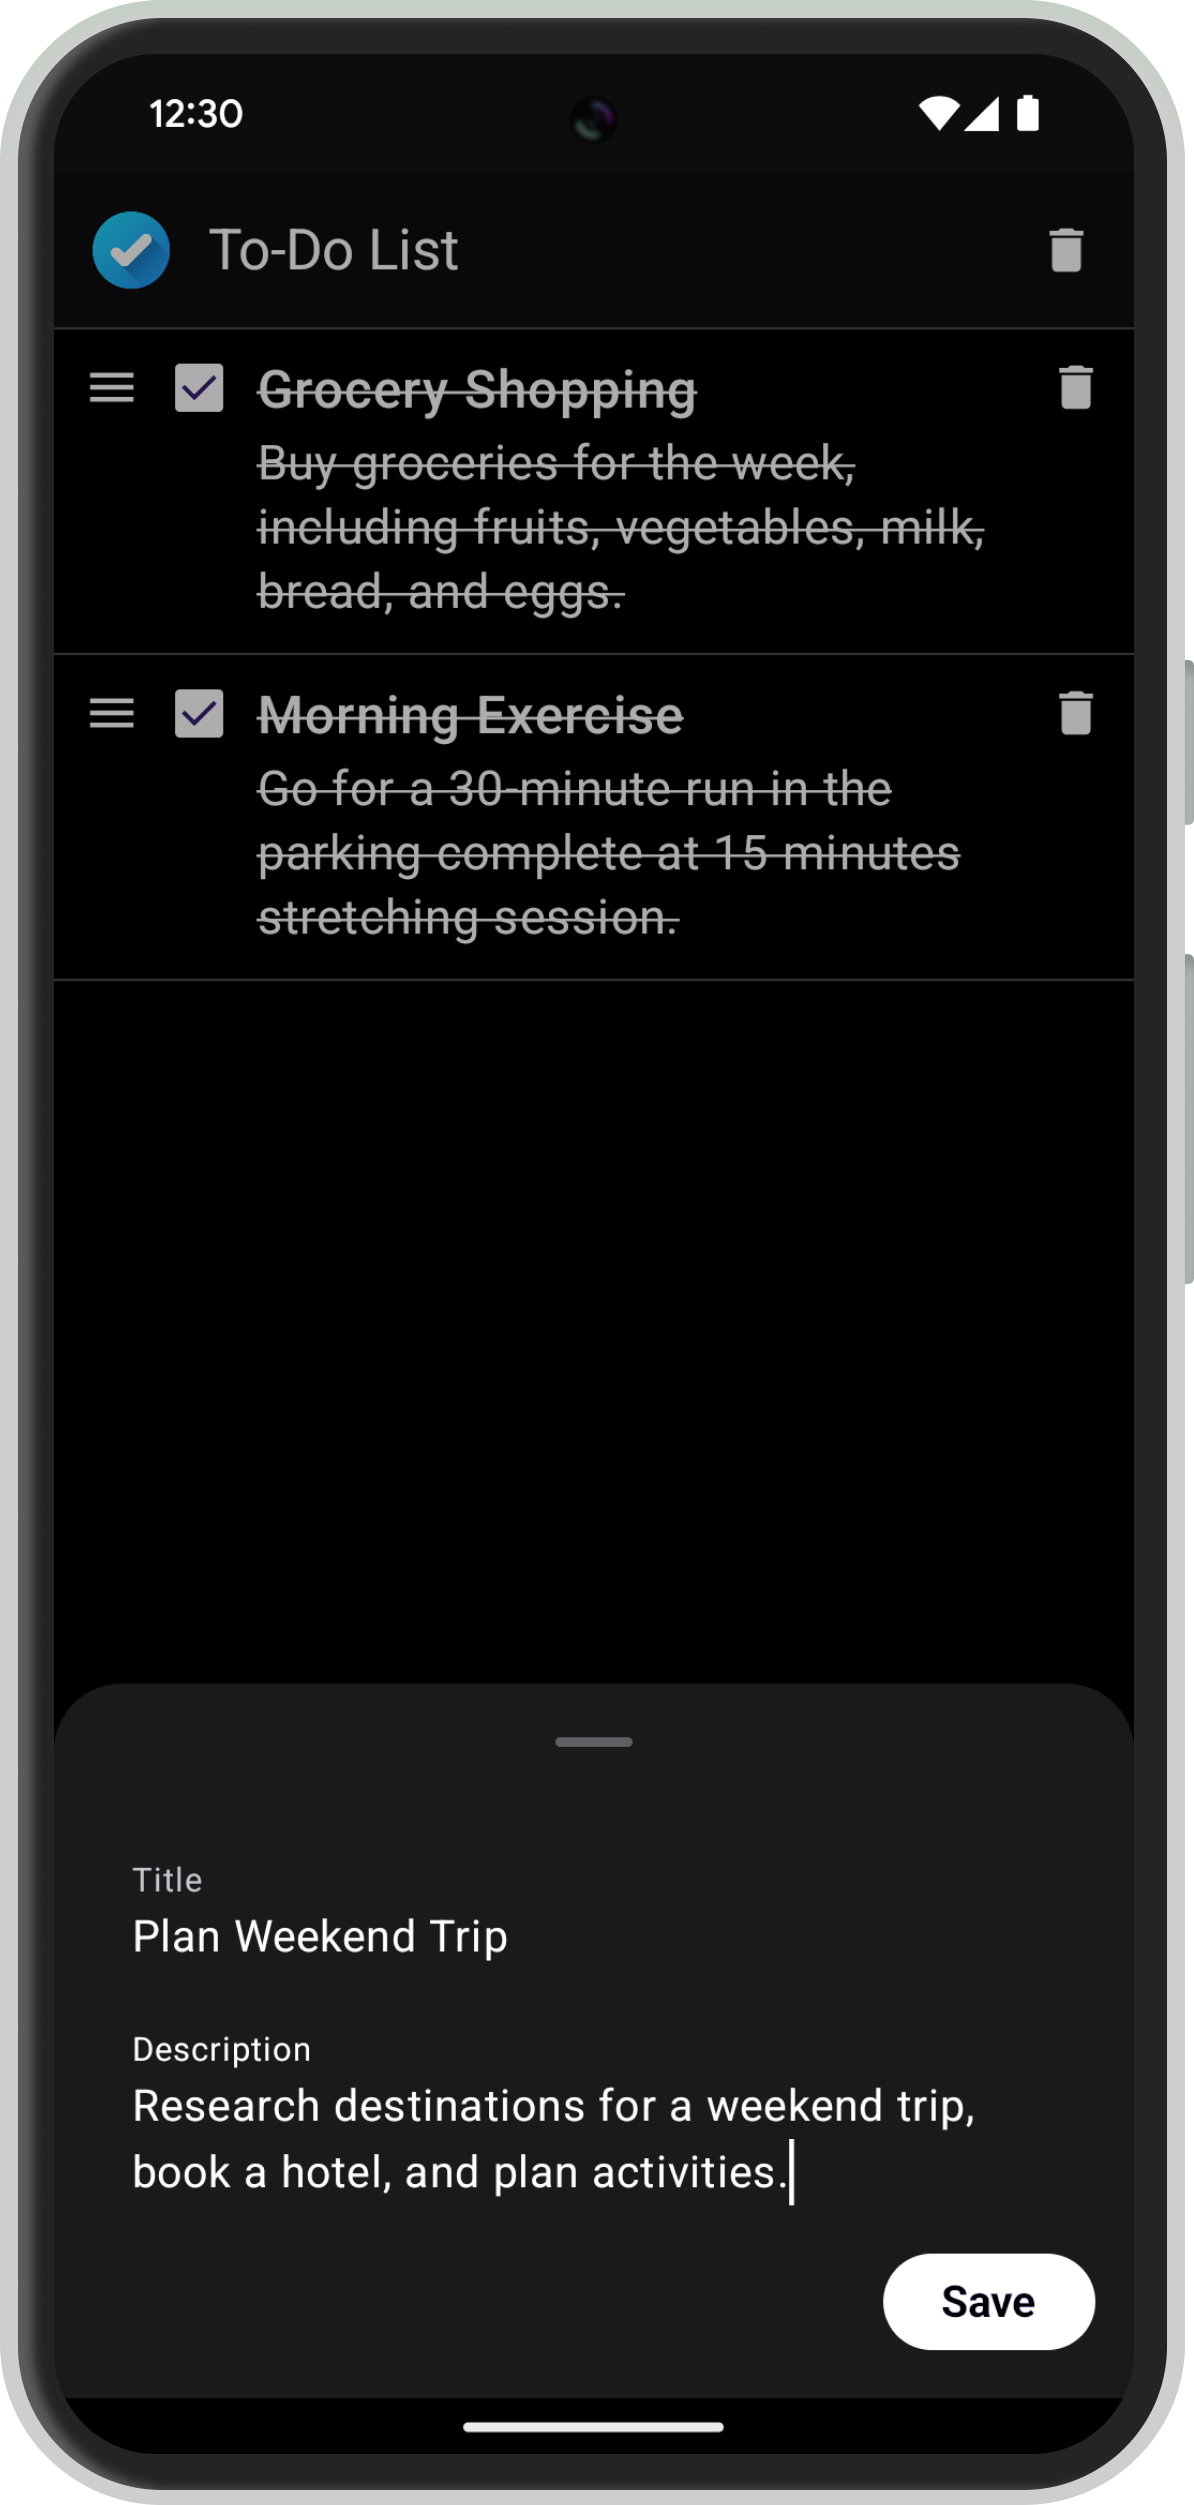 12:30
To-Do List
Grocery Shopping
Buy groceries for the week,
including fruits, vegetables, milk,
bread, and eggs.
Morning Exercise
Go for a 30-minute run in the
parking complete at 15 minutes
stretching session.
Title
Plan Weekend Trip
Description
Research destinations for a weekend trip,
book a hotel, and plan activities.
Save